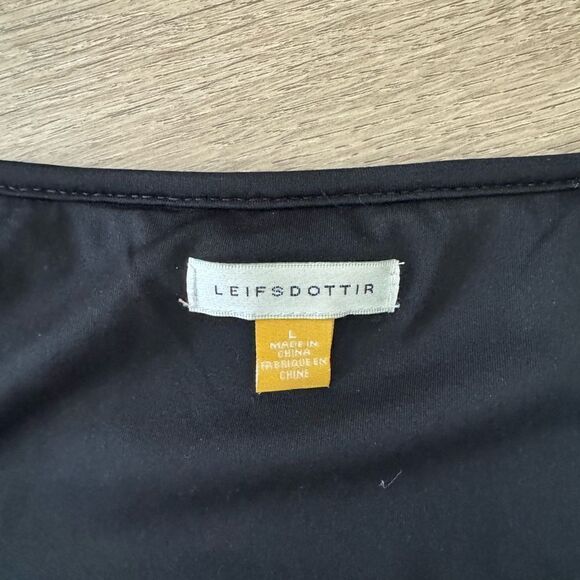 LEIFSDOTTIR
L
MADE IN
CHINA
FABRIQUE EN
CHINE